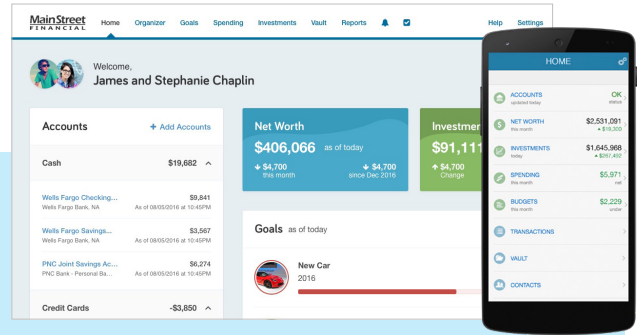 MainStreet
FINANCIAL
Home Organizer Goals Spending Investments Vault Reports Help Settings
Welcome,
James and Stephanie Chaplin
Accounts + Add Accounts
Cash $19,682
Wells Fargo Checking... $9,841
Wells Fargo Bank, NA As of 08/05/2016 at 10:45PM
Wells Fargo Savings... $3,567
Wells Fargo Bank, NA As of 08/05/2016 at 10:45PM
PNC Joint Savings Ac... $6,274
PNC Bank - Personal Ba... As of 08/05/2016 at 10:45PM
Credit Cards -$3,850
Net Worth
$406,066 as of today
$4,700 $4,700
this month since Dec 2016
Investmen
$91,111
$4,700
Change
Goals as of today
New Car
2016
HOME
ACCOUNTS OK
updated today status
NET WORTH $2,531,091
this month $18,300
INVESTMENTS $1,645,968
today
SPENDING $5,971
this month net
BUDGETS $2,229
this month under
TRANSACTIONS
VAULT
CONTACTS